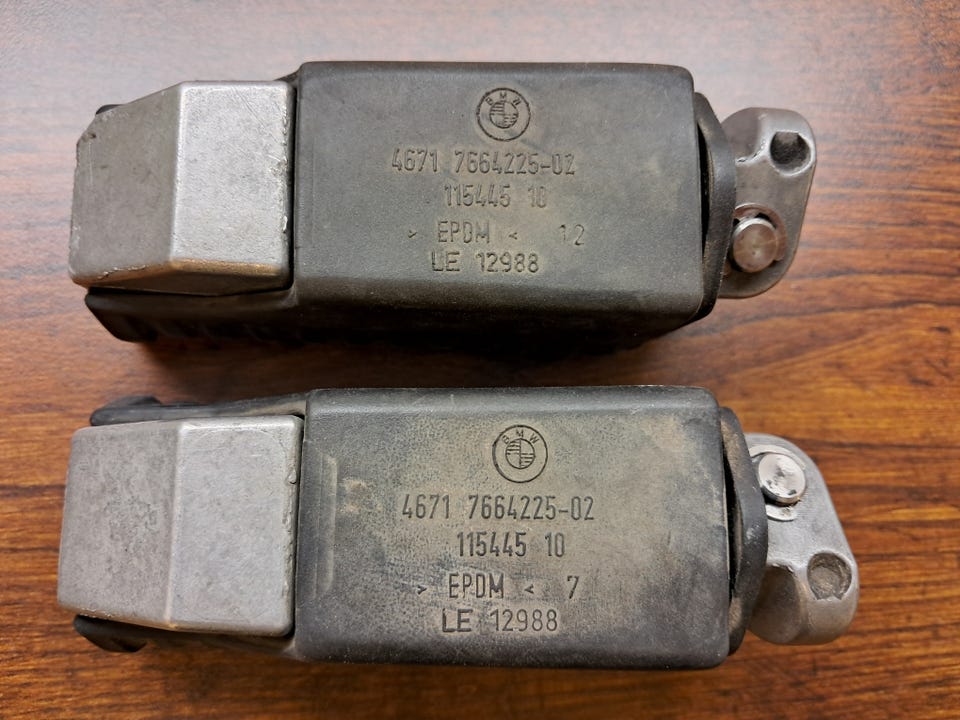 BMW
4671 7664225-02
115445 10
> EPDM < 12
LE 12988
BMW
4671 7664225-02
115445 10
> EPDM < 7
LE 12988